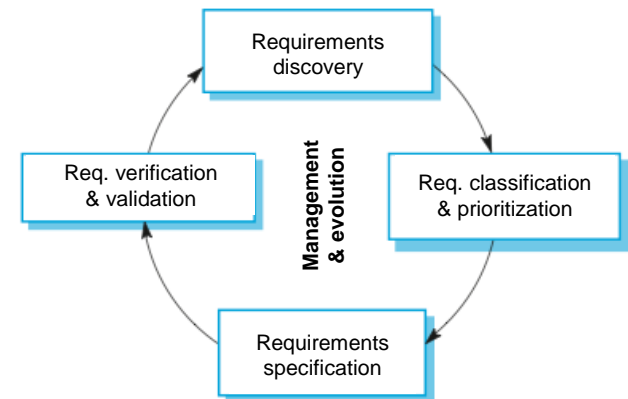 Requirements
discovery
Req. verification
& validation
Management
& evolution
Req. classification
& prioritization
Requirements
specification